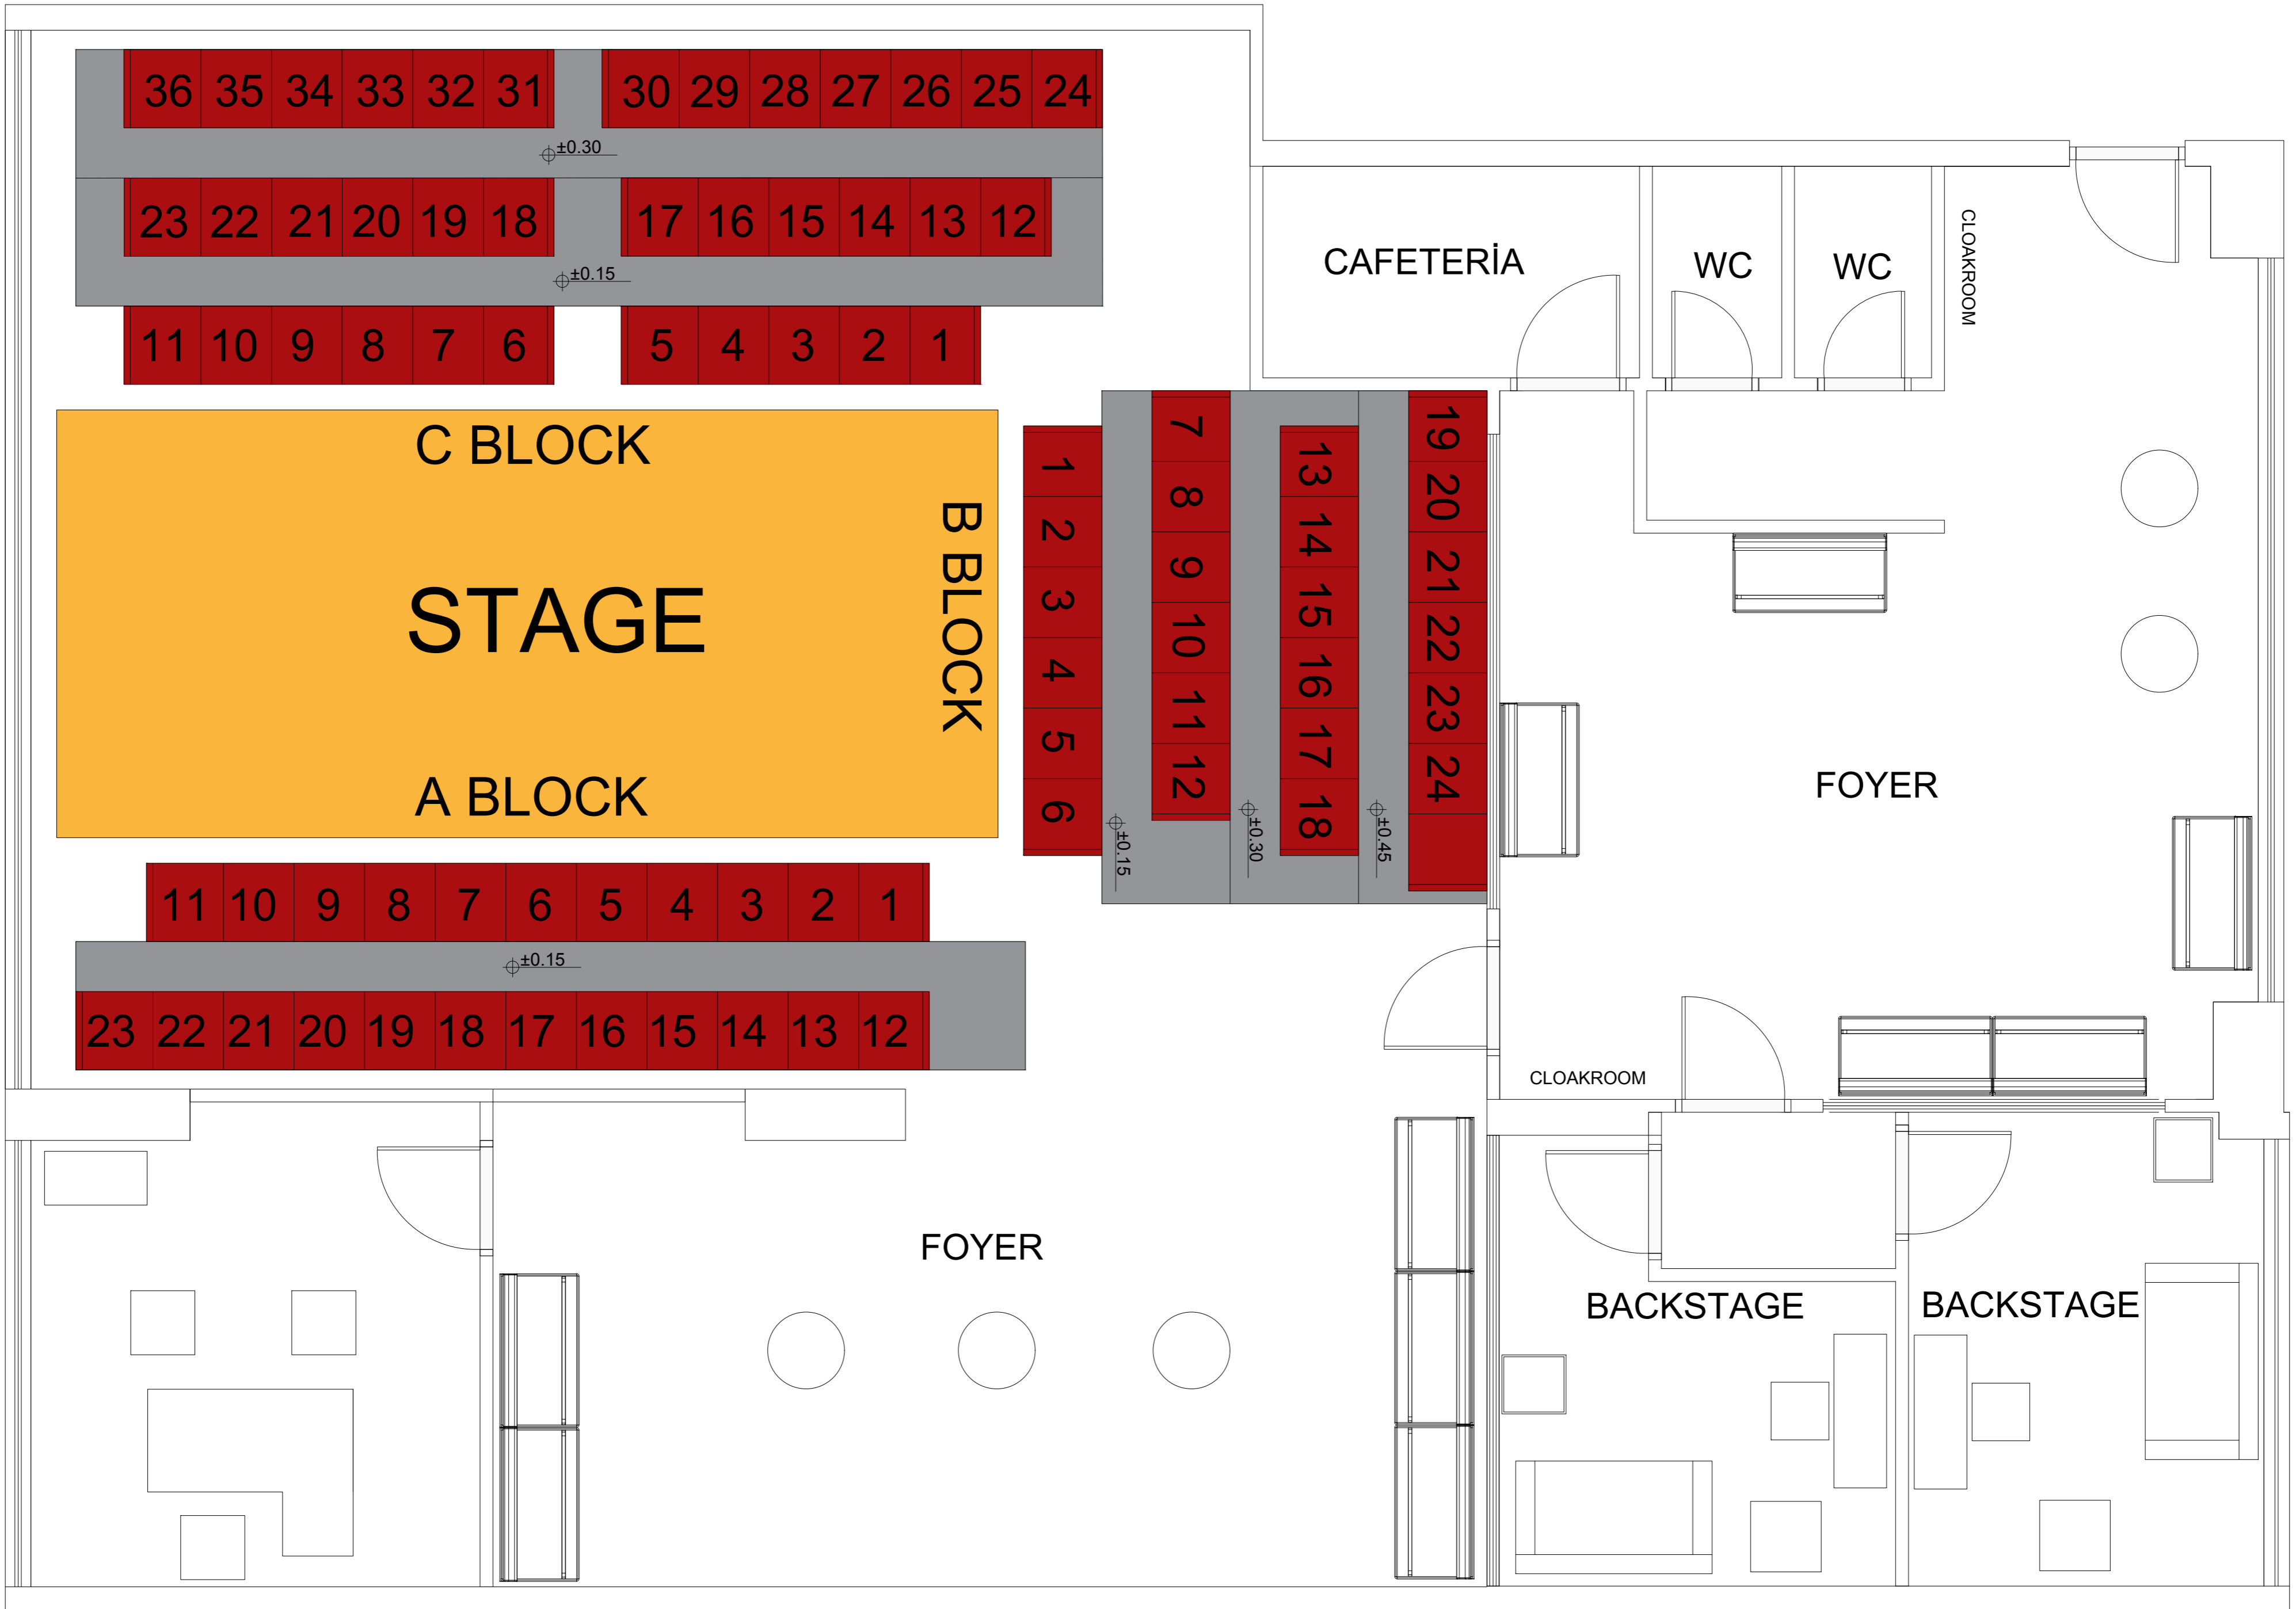 36 35 34 33 32 31 30 29 28 27 26 25 24
±0.30
23 22 21 20 19 18 17 16 15 14 13 12
±0.15
11 10 9 8 7 6 5 4 3 2 1
C BLOCK
STAGE
A BLOCK
B BLOCK
1 2 3 4 5 6
±0.15
7 8 9 10 11 12
±0.30
13 14 15 16 17 18
±0.45
19 20 21 22 23 24
11 10 9 8 7 6 5 4 3 2 1
±0.15
23 22 21 20 19 18 17 16 15 14 13 12
CAFETERİA
WC
WC
CLOAKROOM
FOYER
CLOAKROOM
FOYER
BACKSTAGE
BACKSTAGE